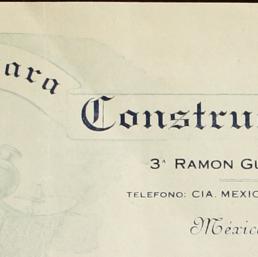 ara
Constru
3ª RAMON GU
TELEFONO: CIA. MEXIC
México